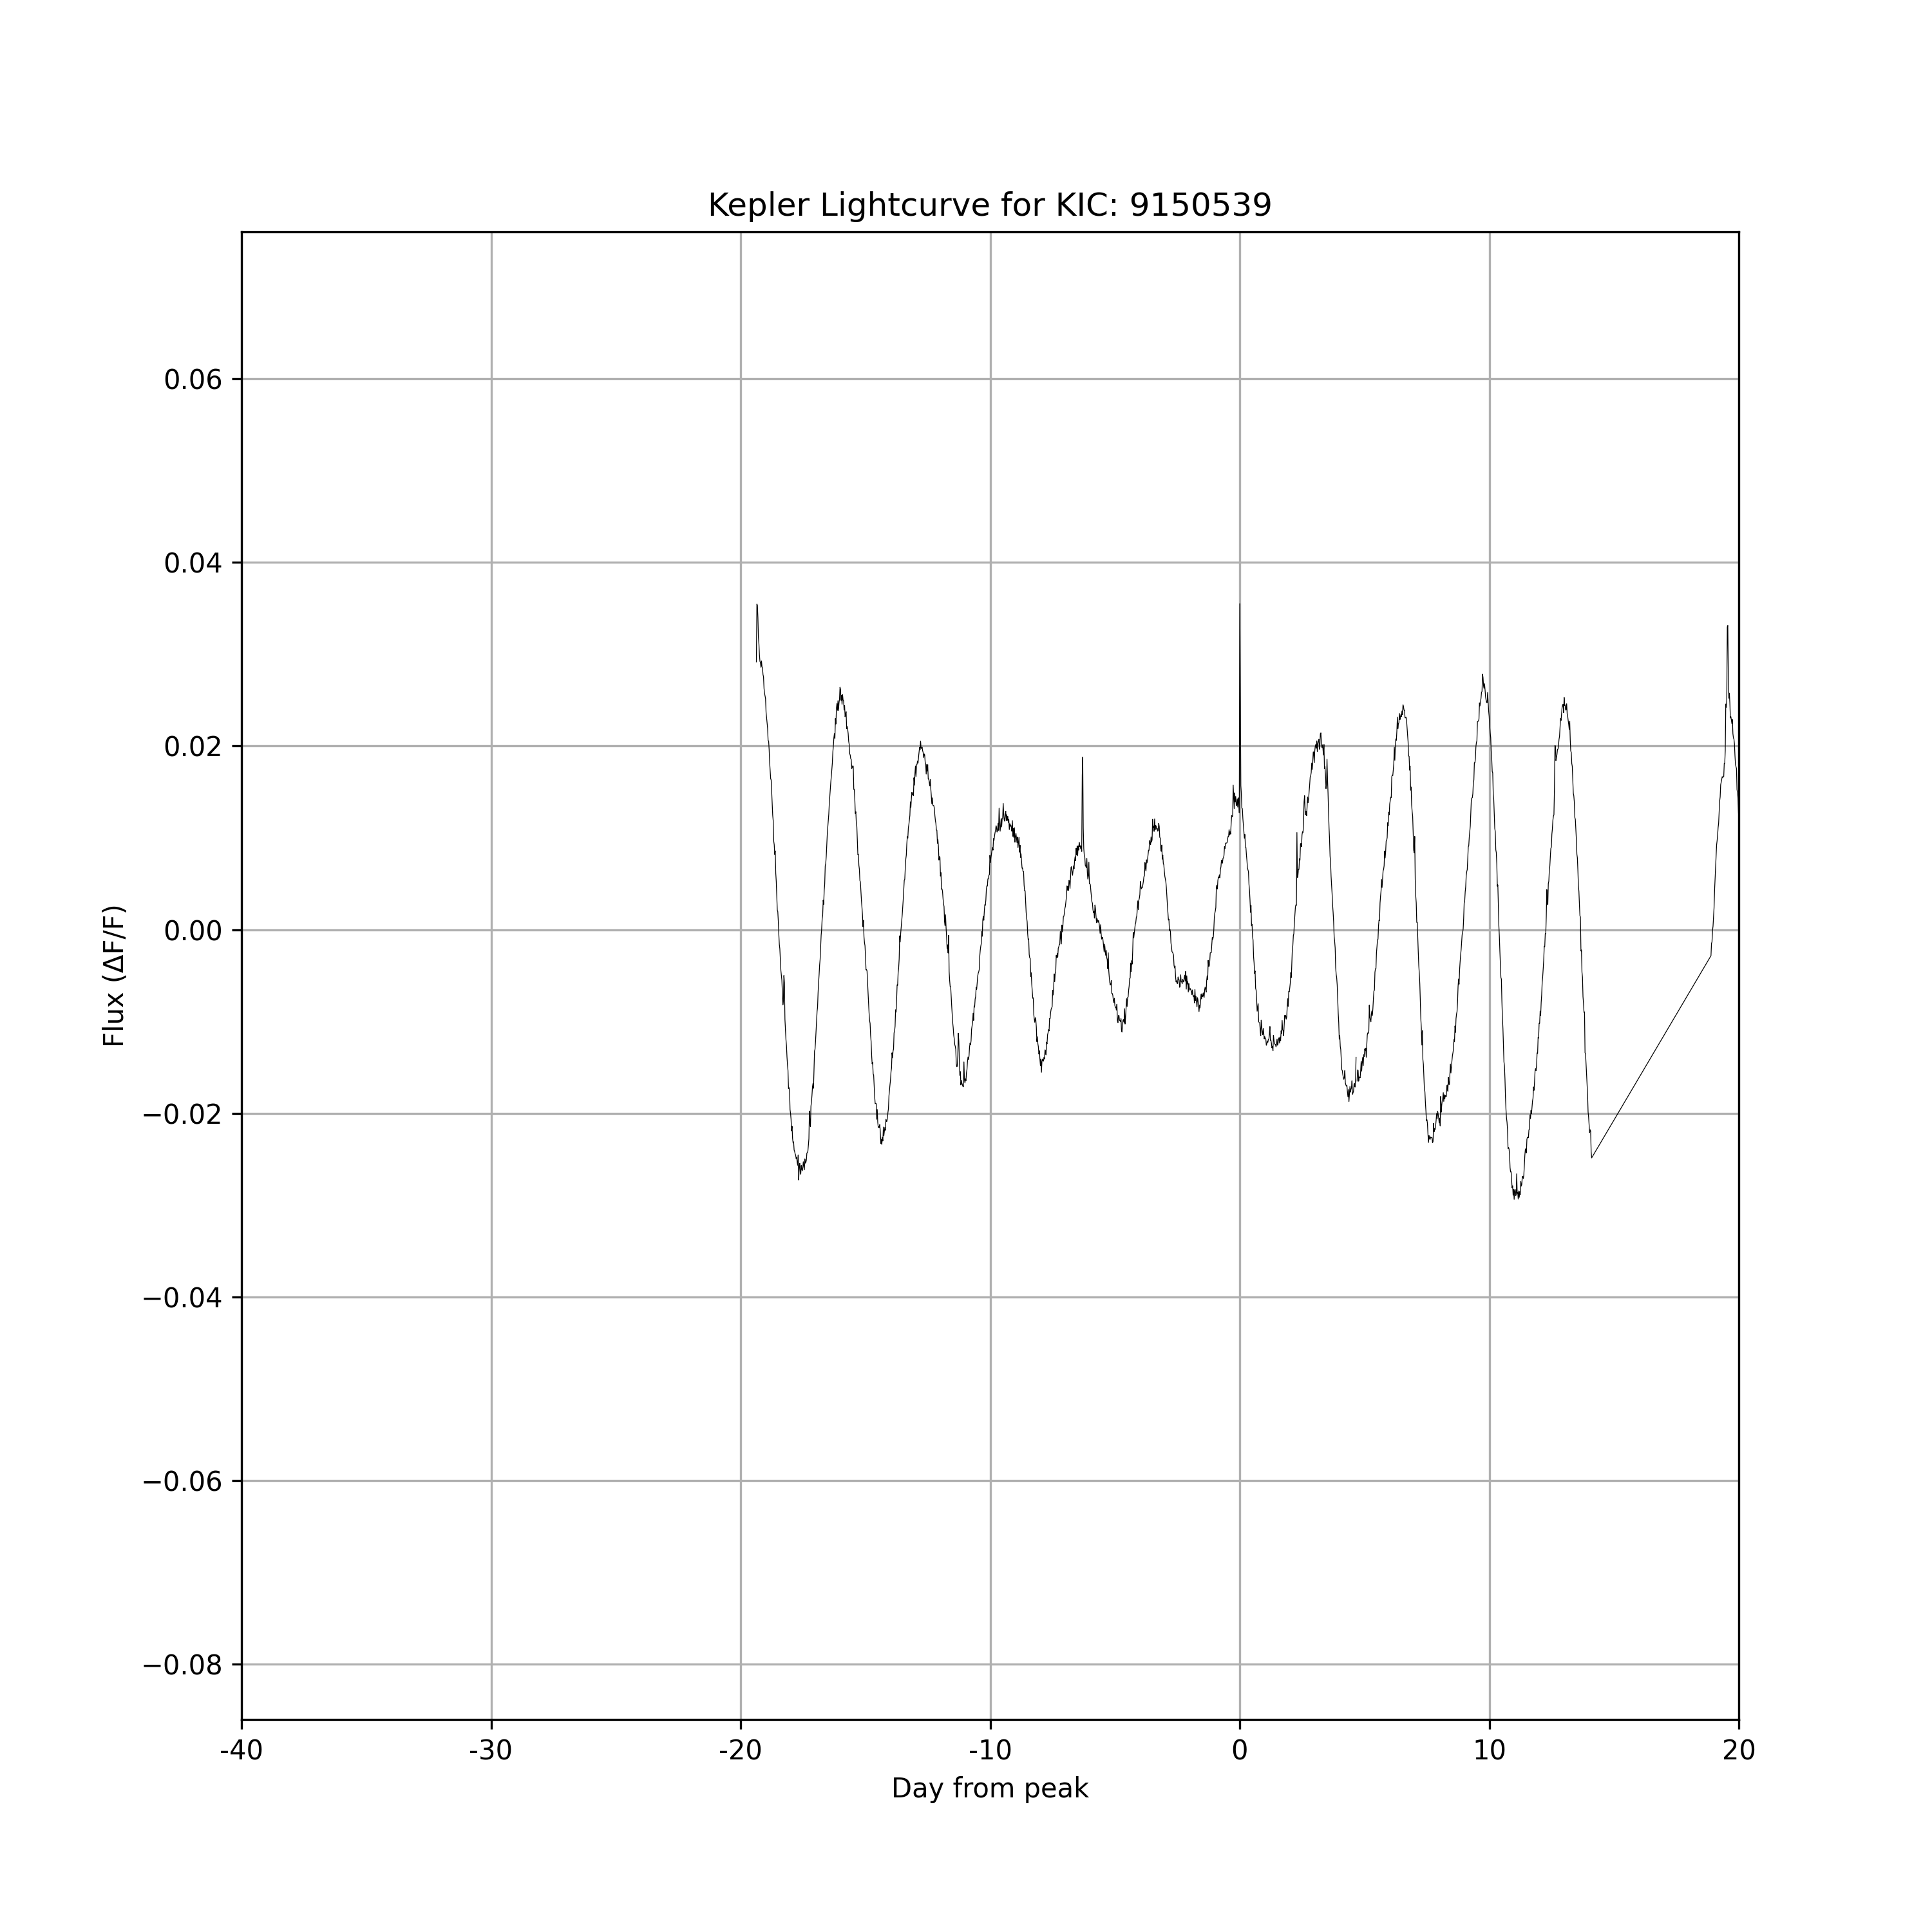 Kepler Lightcurve for KIC: 9150539
Flux (ΔF/F)
0.06
0.04
0.02
0.00
−0.02
−0.04
−0.06
−0.08
-40 -30 -20 -10 0 10 20
Day from peak